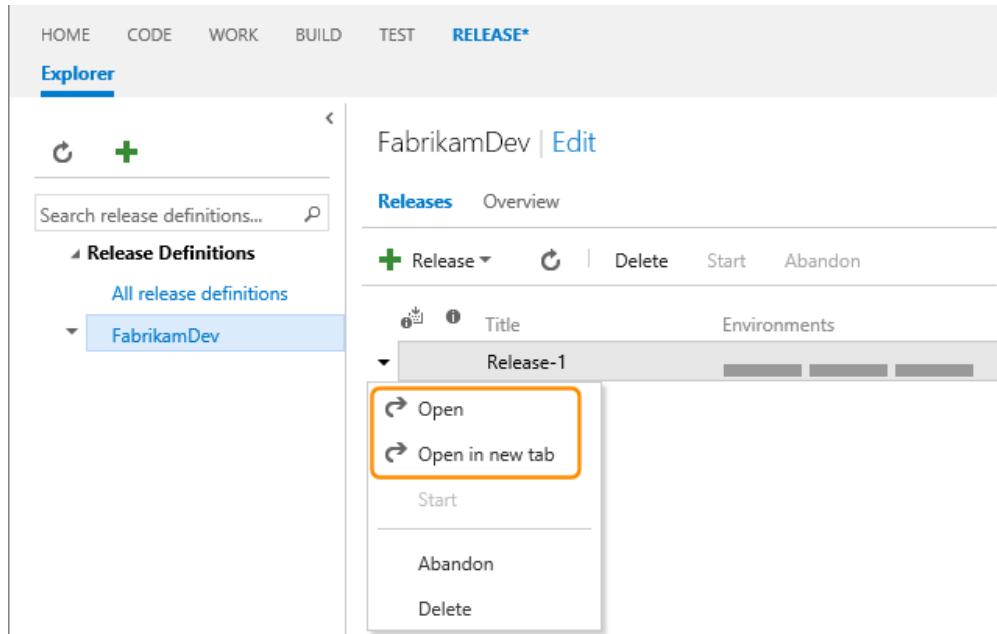 HOME CODE WORK BUILD TEST RELEASE*
Explorer
FabrikamDev | Edit
Search release definitions...
Releases Overview
Release Definitions
Release Delete Start Abandon
All release definitions
FabrikamDev
Title Environments
Release-1
Open
Open in new tab
Start
Abandon
Delete